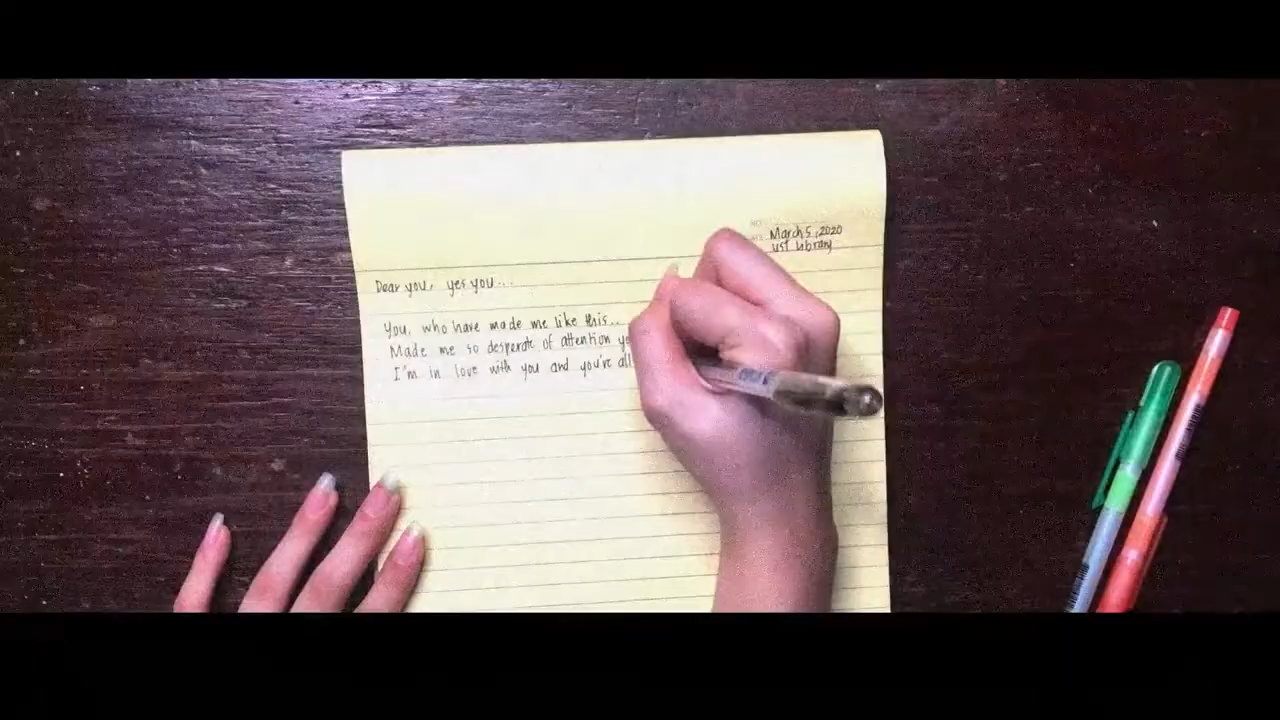 March 5, 2020
UST Library
Dear you, yes you...
You, who have made me like this..
Made me so desperate of attention
I'm in love with you and you're all